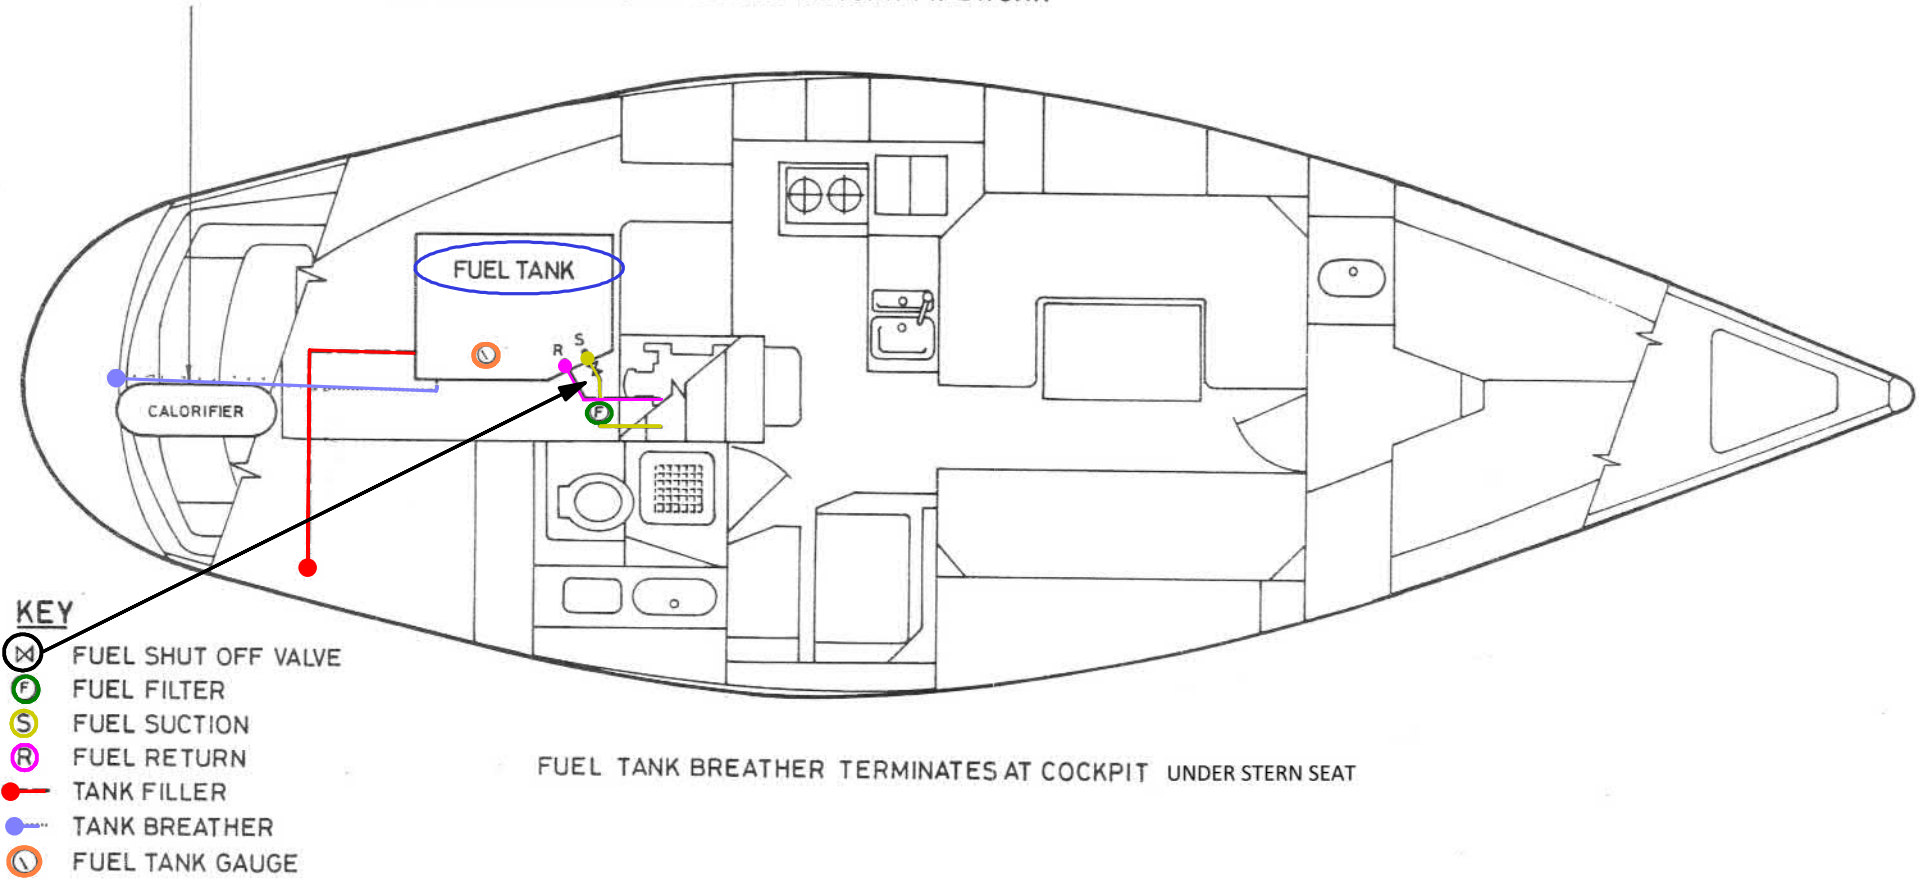 FUEL TANK
S
R
F
CALORIFIER
KEY
FUEL SHUT OFF VALVE
F FUEL FILTER
S FUEL SUCTION
R FUEL RETURN
TANK FILLER
TANK BREATHER
FUEL TANK GAUGE
FUEL TANK BREATHER TERMINATES AT COCKPIT UNDER STERN SEAT